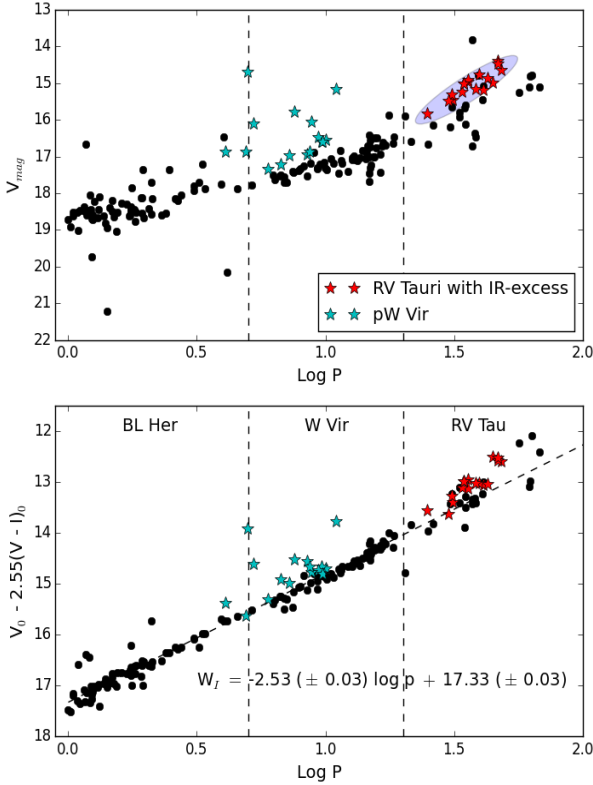 13
14
15
16
17
18
19
20
21
22
V_mag
0.0 0.5 1.0 1.5 2.0
Log P
RV Tauri with IR-excess
pW Vir
BL Her W Vir RV Tau
12
13
14
15
16
17
18
V_0 - 2.55(V - I)_0
W_I = -2.53 (± 0.03) log p + 17.33 (± 0.03)
0.0 0.5 1.0 1.5 2.0
Log P